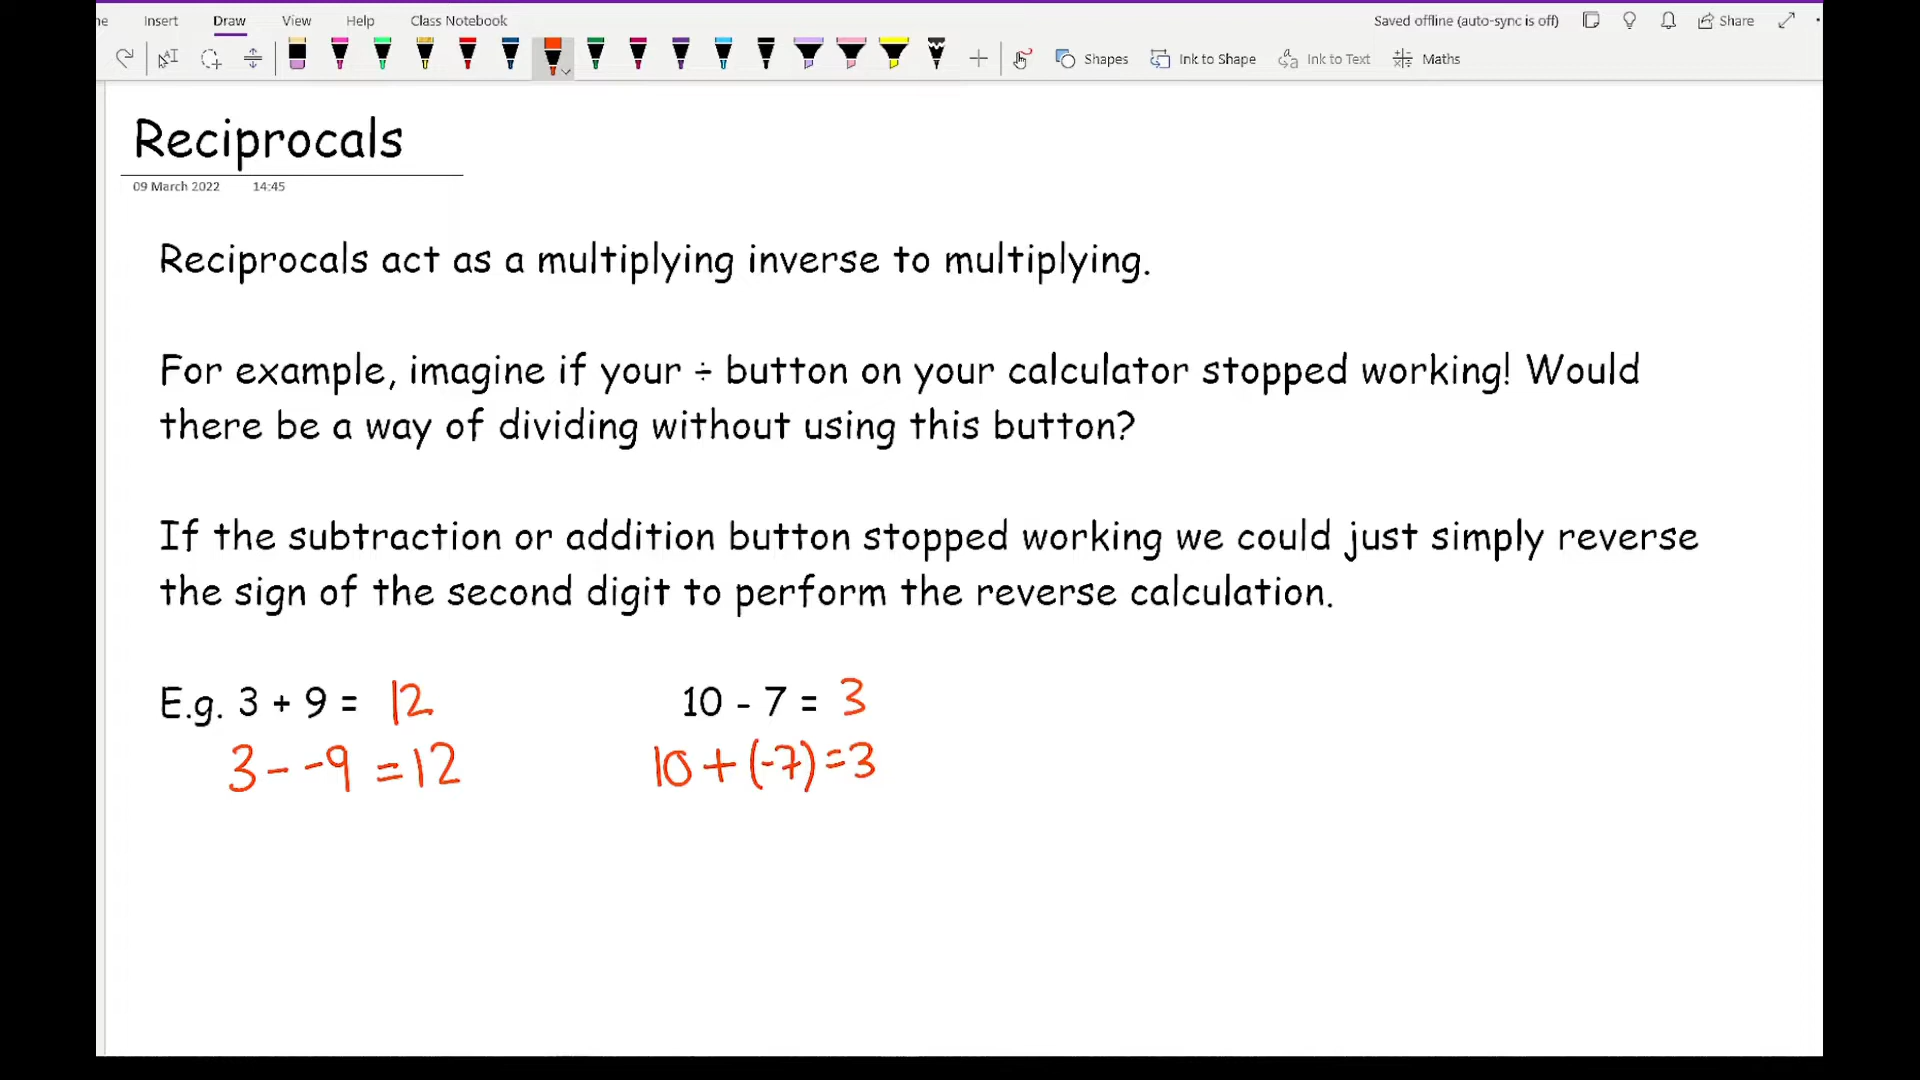 ne Insert Draw View Help Class Notebook Saved offline (auto-sync is off) Share
Shapes Ink to Shape Ink to Text Maths
Reciprocals
09 March 2022 14:45
Reciprocals act as a multiplying inverse to multiplying.
For example, imagine if your ÷ button on your calculator stopped working! Would
there be a way of dividing without using this button?
If the subtraction or addition button stopped working we could just simply reverse
the sign of the second digit to perform the reverse calculation.
E.g. 3 + 9 = 12 10 - 7 = 3
3 - -9 = 12 10 + (-7) = 3